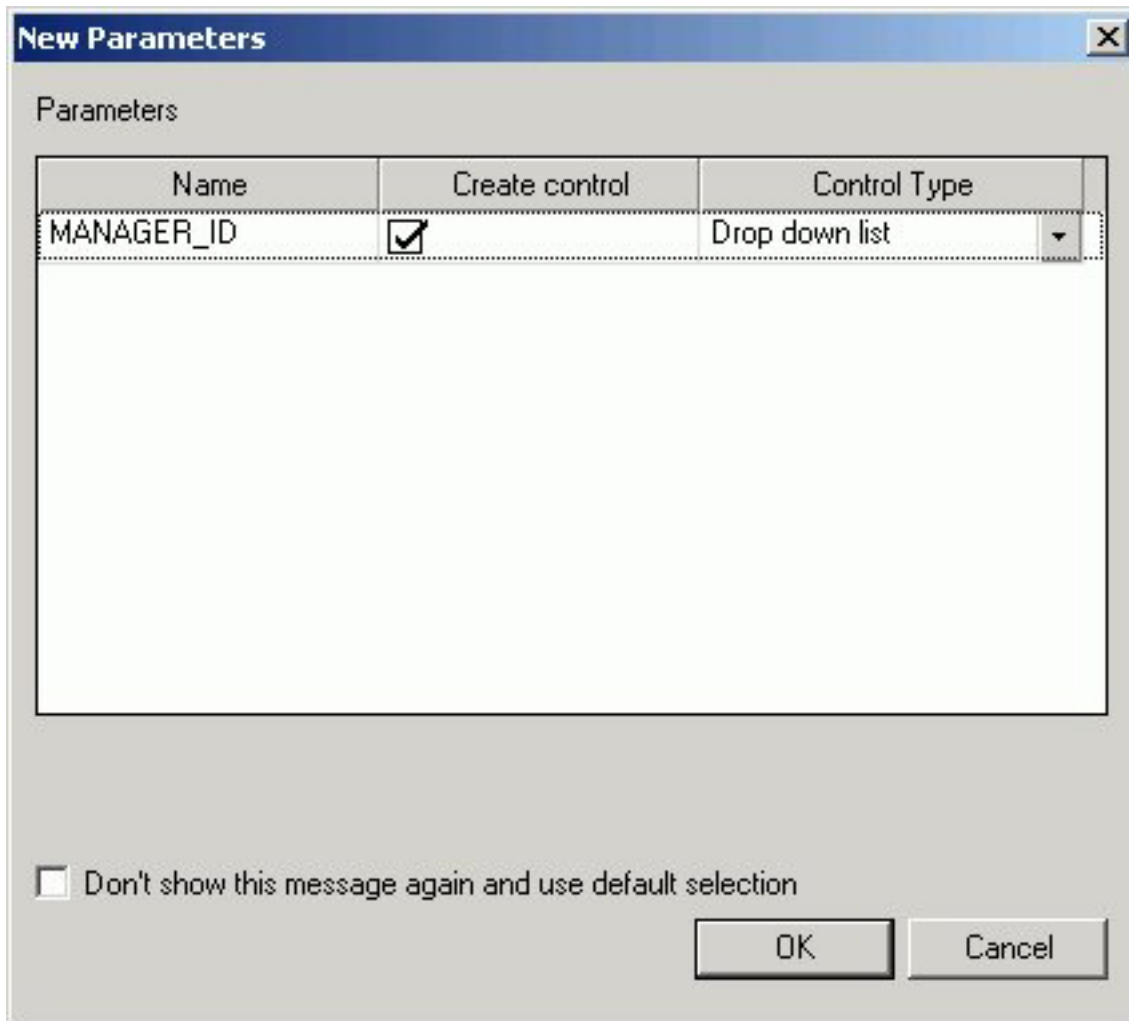 New Parameters
Parameters
Name Create control Control Type
MANAGER_ID Drop down list
Don't show this message again and use default selection
OK Cancel